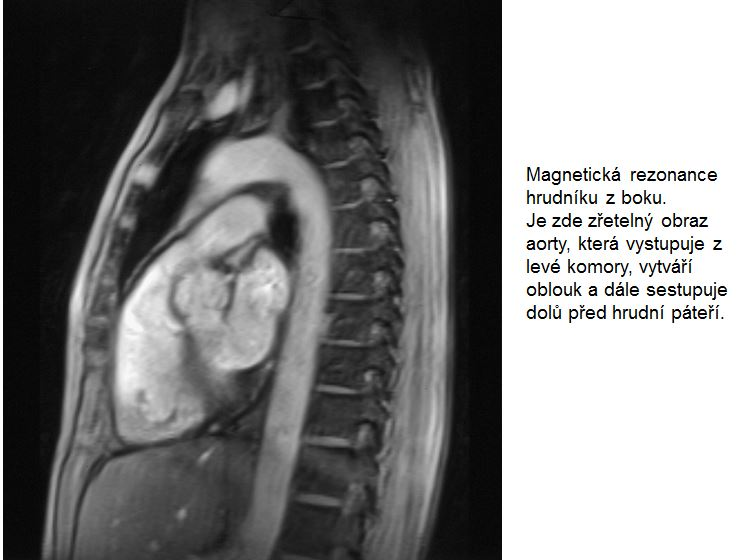 Magnetická rezonance
hrudníku z boku.
Je zde zřetelný obraz
aorty, která vystupuje z
levé komory, vytváří
oblouk a dále sestupuje
dolů před hrudní páteří.